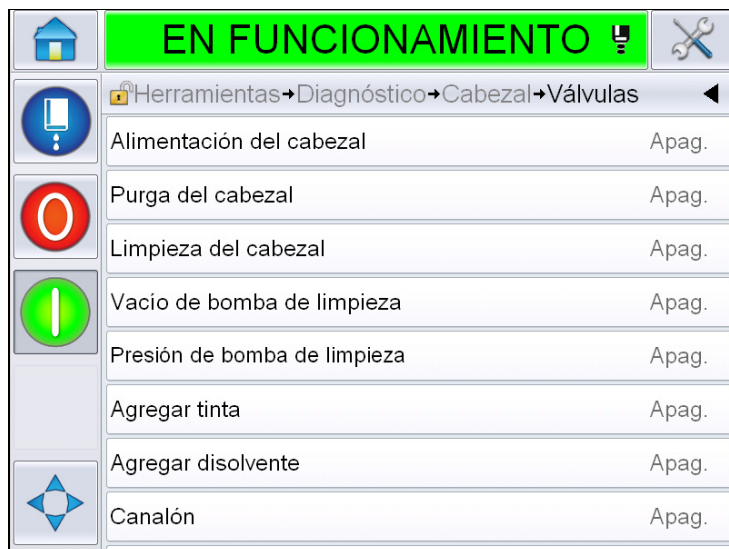 EN FUNCIONAMIENTO
Herramientas→Diagnóstico→Cabezal→Válvulas
Alimentación del cabezal Apag.
Purga del cabezal Apag.
Limpieza del cabezal Apag.
Vacío de bomba de limpieza Apag.
Presión de bomba de limpieza Apag.
Agregar tinta Apag.
Agregar disolvente Apag.
Canalón Apag.